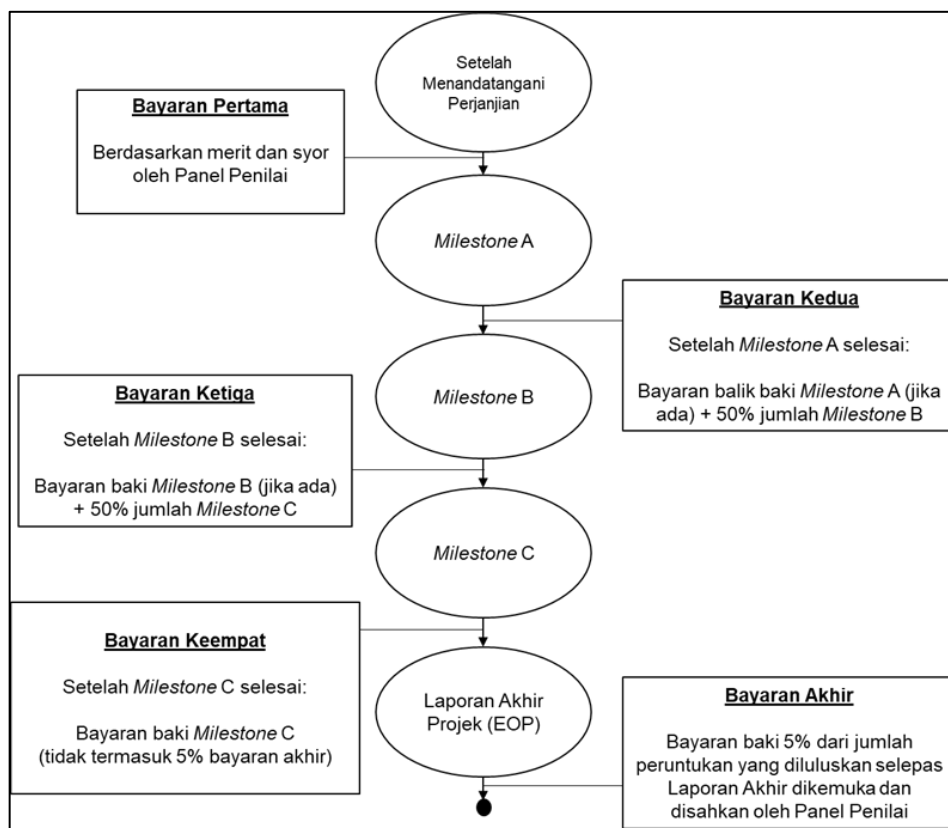 Setelah
Menandatangani
Perjanjian
Bayaran Pertama
Berdasarkan merit dan syor
oleh Panel Penilai
Milestone A
Bayaran Kedua
Setelah Milestone A selesai:
Bayaran balik baki Milestone A (jika
ada) + 50% jumlah Milestone B
Milestone B
Bayaran Ketiga
Setelah Milestone B selesai:
Bayaran baki Milestone B (jika ada)
+ 50% jumlah Milestone C
Milestone C
Bayaran Keempat
Setelah Milestone C selesai:
Bayaran baki Milestone C
(tidak termasuk 5% bayaran akhir)
Laporan Akhir
Projek (EOP)
Bayaran Akhir
Bayaran baki 5% dari jumlah
peruntukan yang diluluskan selepas
Laporan Akhir dikemuka dan
disahkan oleh Panel Penilai